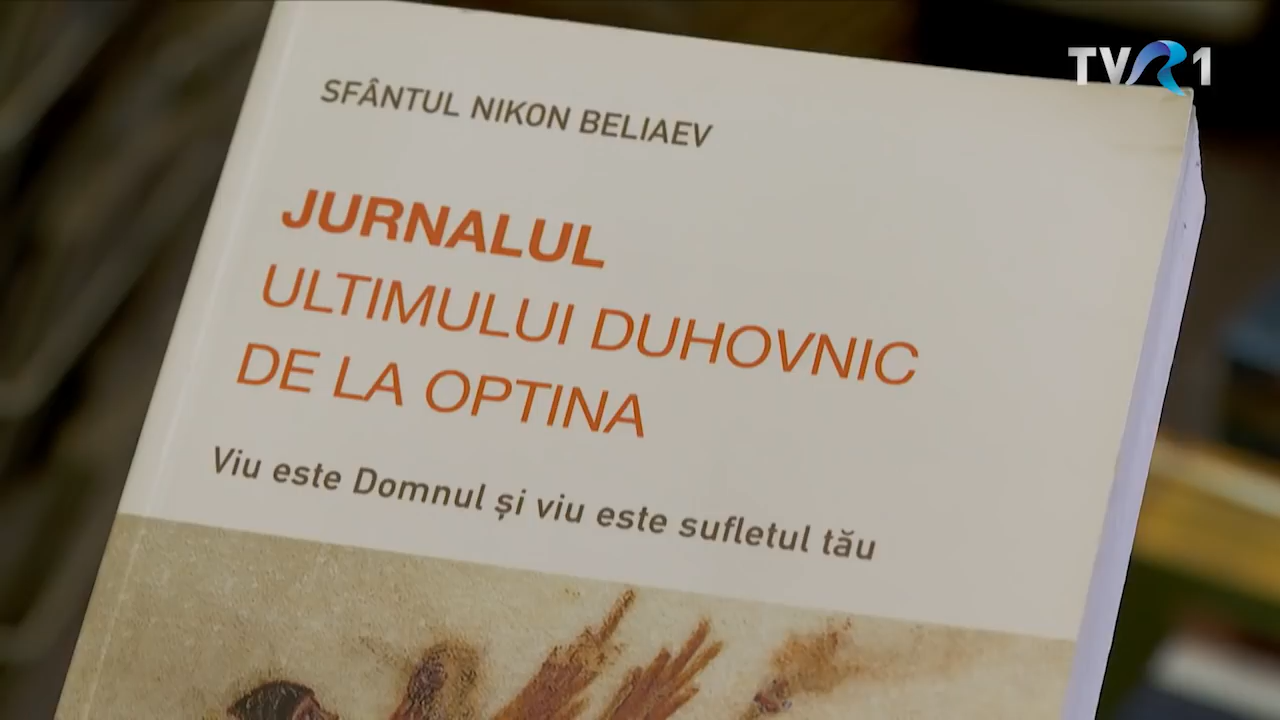 TVR1
SFÂNTUL NIKON BELIAEV
JURNALUL
ULTIMULUI DUHOVNIC
DE LA OPTINA
Viu este Domnul și viu este sufletul tău